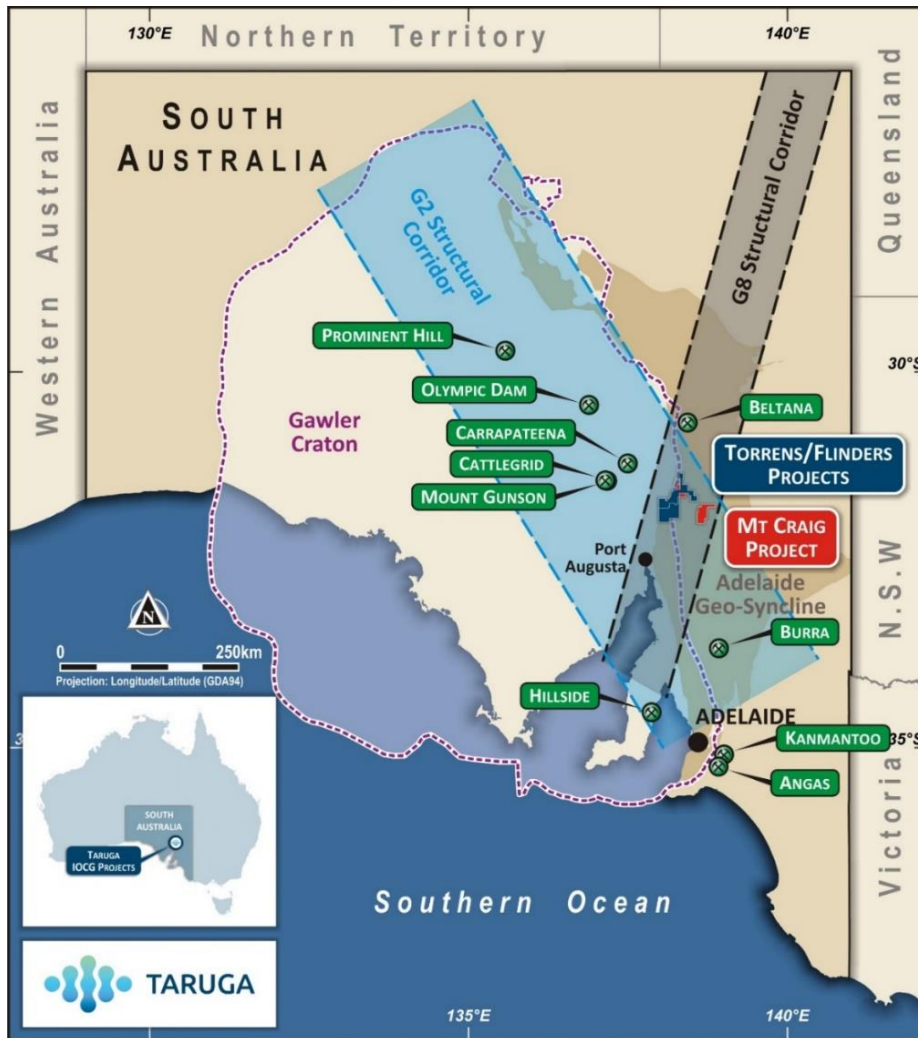 130°E
140°E
Northern Territory
Western Australia
Queensland
SOUTH
AUSTRALIA
G2 Structural
Corridor
G8 Structural Corridor
30°S
PROMINENT HILL
OLYMPIC DAM
BELTANA
Gawler
Craton
CARRAPATEENA
CATTLEGRID
MOUNT GUNSON
TORRENS/FLINDERS
PROJECTS
MT CRAIG
PROJECT
Port
Augusta
Adelaide
Geo-Syncline
N.S.W
N
BURRA
0
250km
Projection: Longitude/Latitude (GDA94)
HILLSIDE
ADELAIDE
KANMANTOO
35°S
ANGAS
Victoria
SOUTH
AUSTRALIA
TARUGA
IOCG PROJECTS
Southern Ocean
TARUGA
135°E
140°E